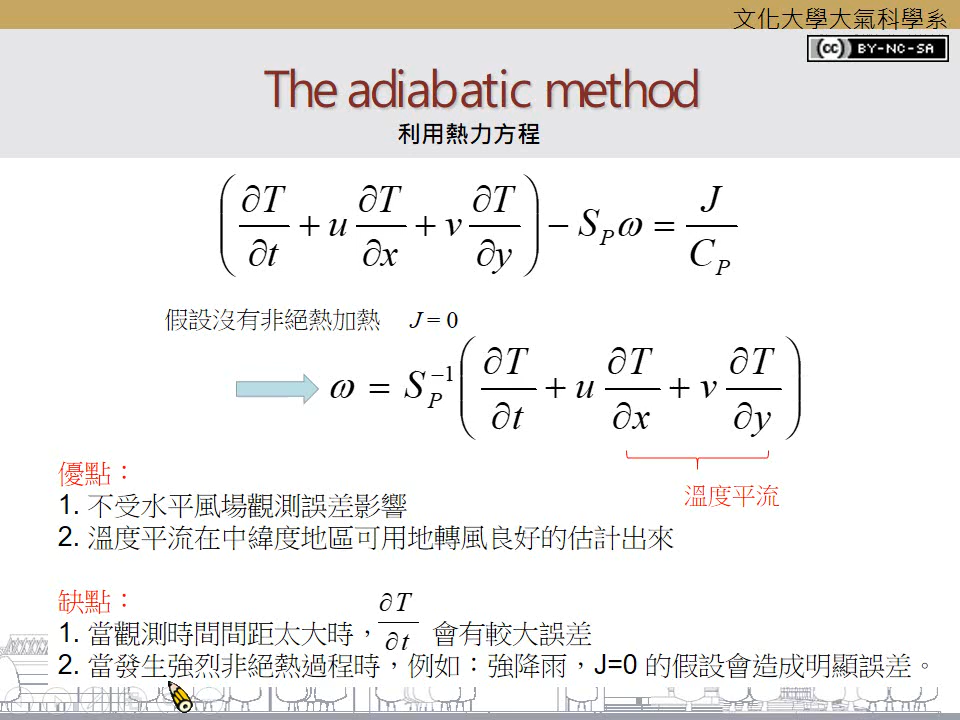 文化大學大氣科學系
(cc) BY-NC-SA
The adiabatic method
利用熱力方程
(∂T/∂t + u ∂T/∂x + v ∂T/∂y) − S_P ω = J/C_P
假設沒有非絕熱加熱 J = 0
ω = S_P^−1 (∂T/∂t + u ∂T/∂x + v ∂T/∂y)
溫度平流
優點：
1. 不受水平風場觀測誤差影響
2. 溫度平流在中緯度地區可用地轉風良好的估計出來
缺點：
1. 當觀測時間間距太大時，∂T/∂t 會有較大誤差
2. 當發生強烈非絕熱過程時，例如：強降雨，J=0 的假設會造成明顯誤差。